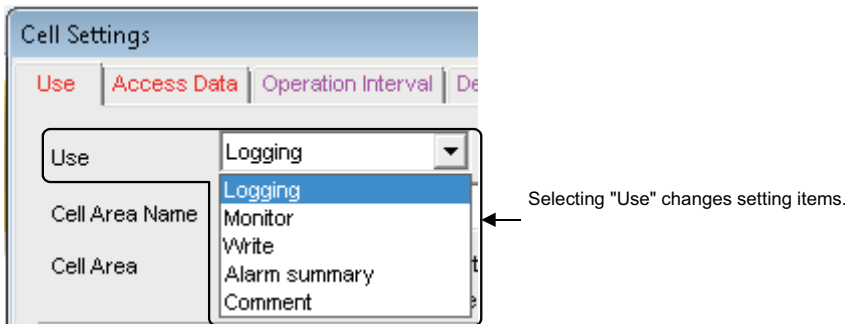 Cell Settings
Use Access Data Operation Interval De
Use Logging
Logging
Cell Area Name Monitor
Write
Cell Area Alarm summary
Comment
Selecting "Use" changes setting items.